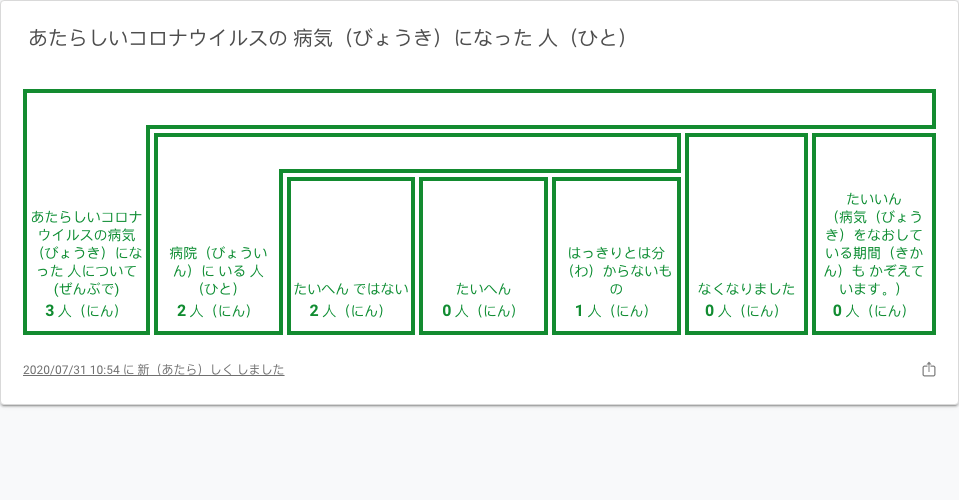 あたらしいコロナウイルスの 病気（びょうき）になった 人（ひと）
あたらしいコロナ
ウイルスの病気
（びょうき）にな
った 人について
(ぜんぶで)
3 人（にん）
病院（びょうい
ん）に いる 人
（ひと）
2 人（にん）
たいへん ではない
2 人（にん）
たいへん
0 人（にん）
はっきりとは分
（わ）からないも
の
1 人（にん）
なくなりました
0 人（にん）
たいいん
（病気（びょう
き）をなおして
いる期間（きか
ん）も かぞえて
います。）
0 人（にん）
2020/07/31 10:54 に 新（あたら）しく しました